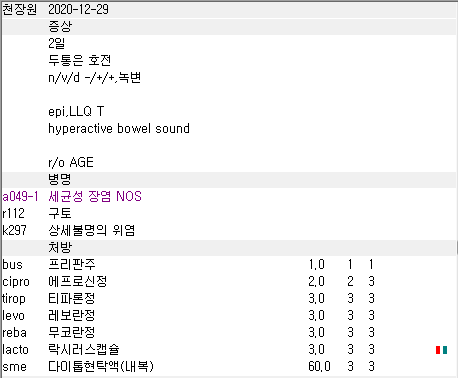 천장원 2020-12-29
증상
2일
두통은 호전
n/v/d -/+/+,녹변
epi,LLQ T
hyperactive bowel sound
r/o AGE
병명
a049-1 세균성 장염 NOS
r112 구토
k297 상세불명의 위염
처방
bus 프리판주 1,0 1 1
cipro 에프로신정 2,0 2 3
tirop 티파론정 3,0 3 3
levo 레보란정 3,0 3 3
reba 무코란정 3,0 3 3
lacto 락시러스캡슐 3,0 3 3
sme 다이톱현탁액(내복) 60,0 3 3